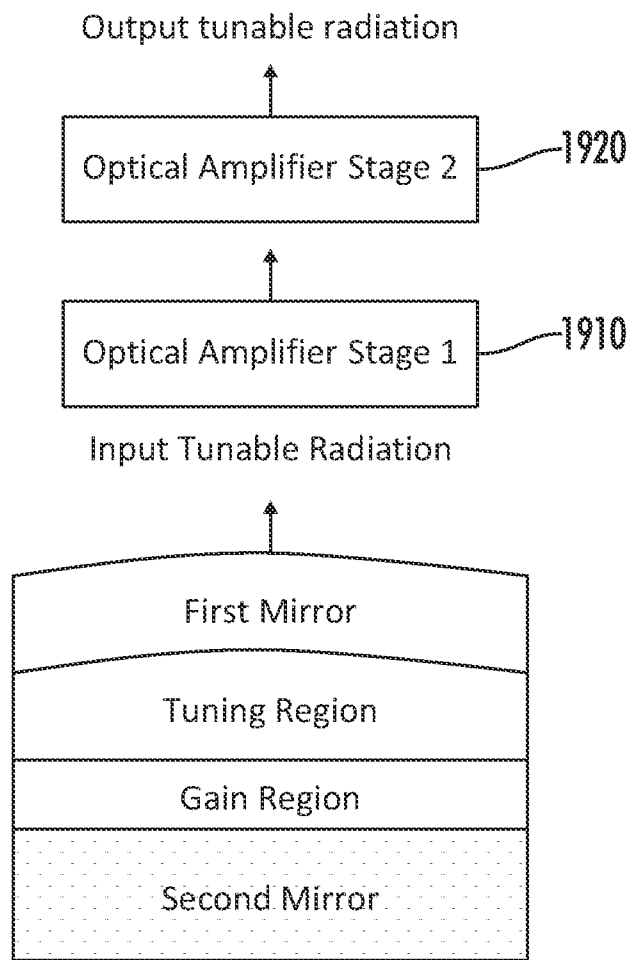 Output tunable radiation
Optical Amplifier Stage 2
1920
Optical Amplifier Stage 1
1910
Input Tunable Radiation
First Mirror
Tuning Region
Gain Region
Second Mirror